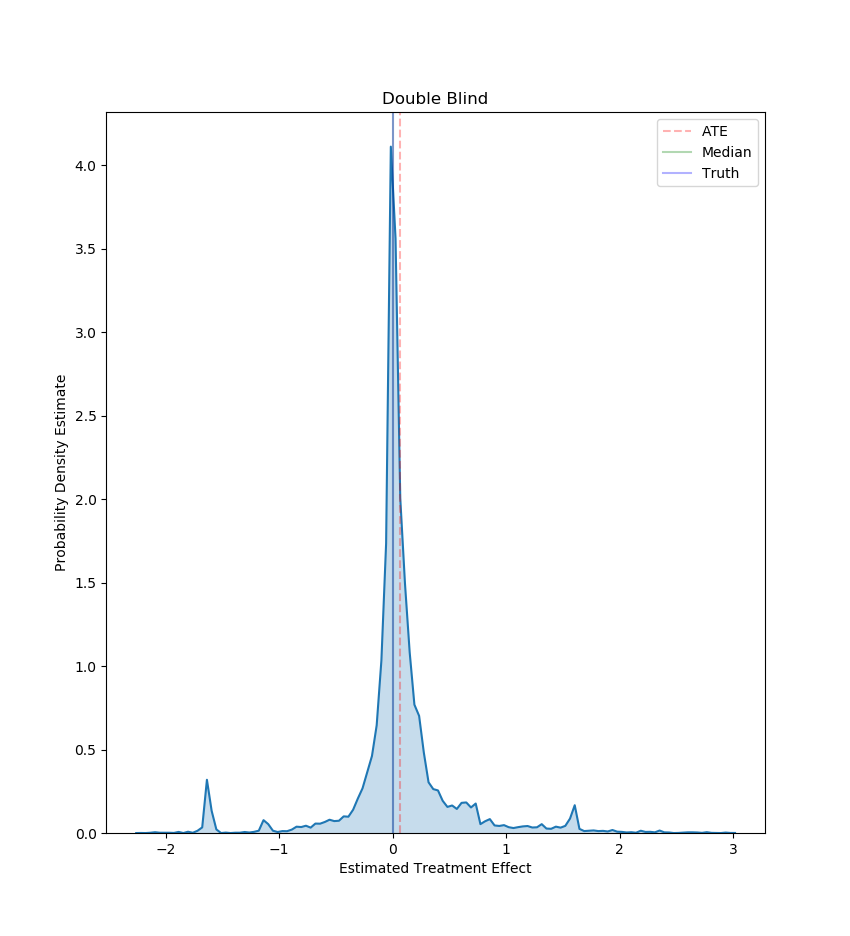 Double Blind
ATE
Median
Truth
4.0
3.5
3.0
2.5
2.0
1.5
1.0
0.5
0.0
Probability Density Estimate
−2
−1
0
1
2
3
Estimated Treatment Effect